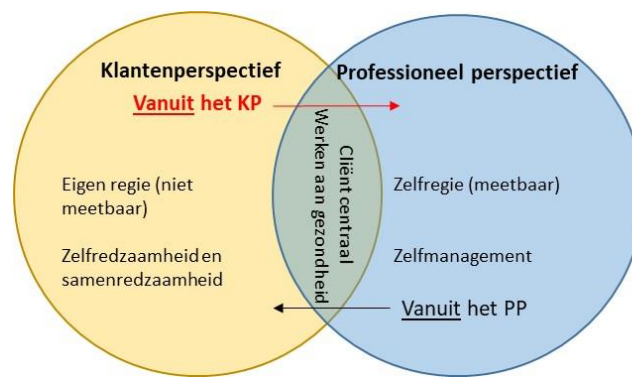 Klantenperspectief
Vanuit het KP
Eigen regie (niet
meetbaar)
Zelfredzaamheid en
samenredzaamheid
Cliënt centraal
Werken aan gezondheid
Professioneel perspectief
Zelfregie (meetbaar)
Zelfmanagement
Vanuit het PP